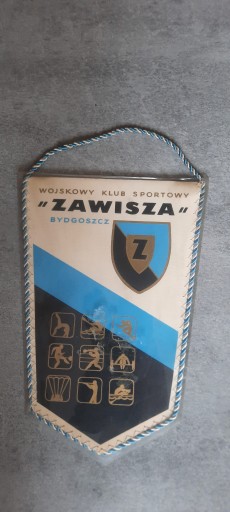 WOJSKOWY KLUB SPORTOWY
"ZAWISZA"
BYDGOSZCZ
Z